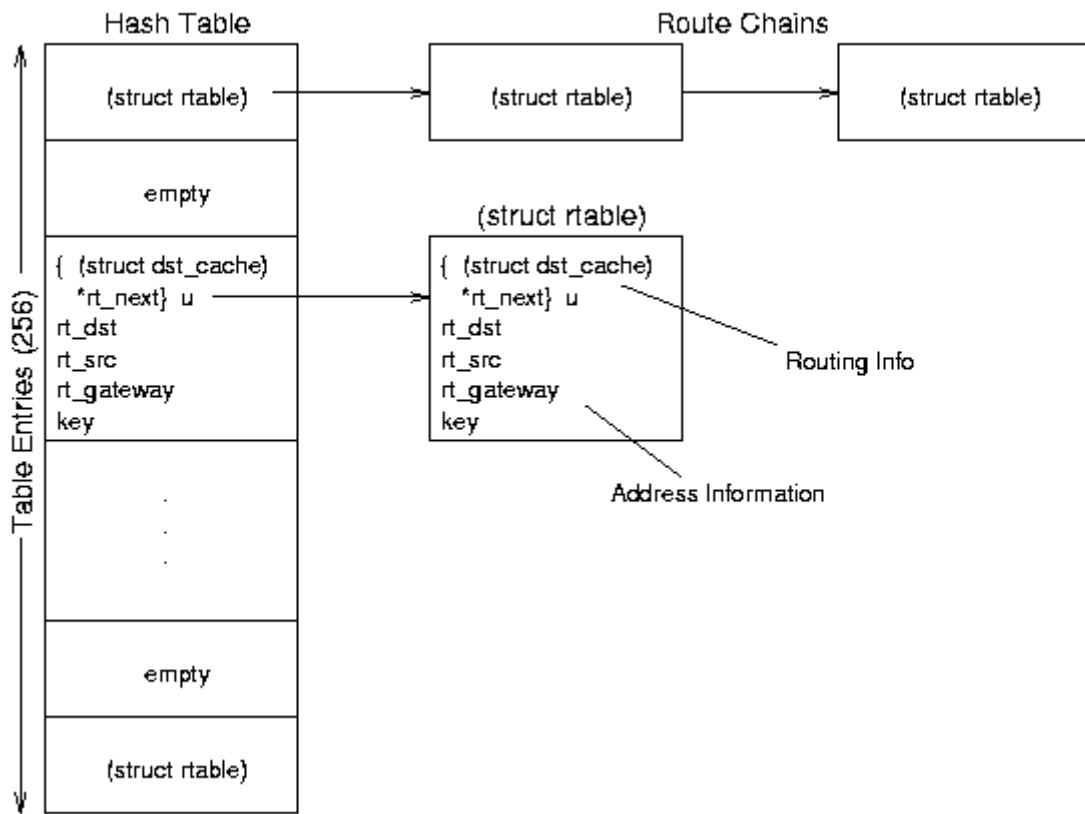 Hash Table
Route Chains
(struct rtable)
(struct rtable)
(struct rtable)
empty
(struct rtable)
{ (struct dst_cache)
*rt_next} u
rt_dst
rt_src
rt_gateway
key
{ (struct dst_cache)
*rt_next} u
rt_dst
rt_src
rt_gateway
key
Routing Info
Address Information
Table Entries (256)
.
.
.
empty
(struct rtable)